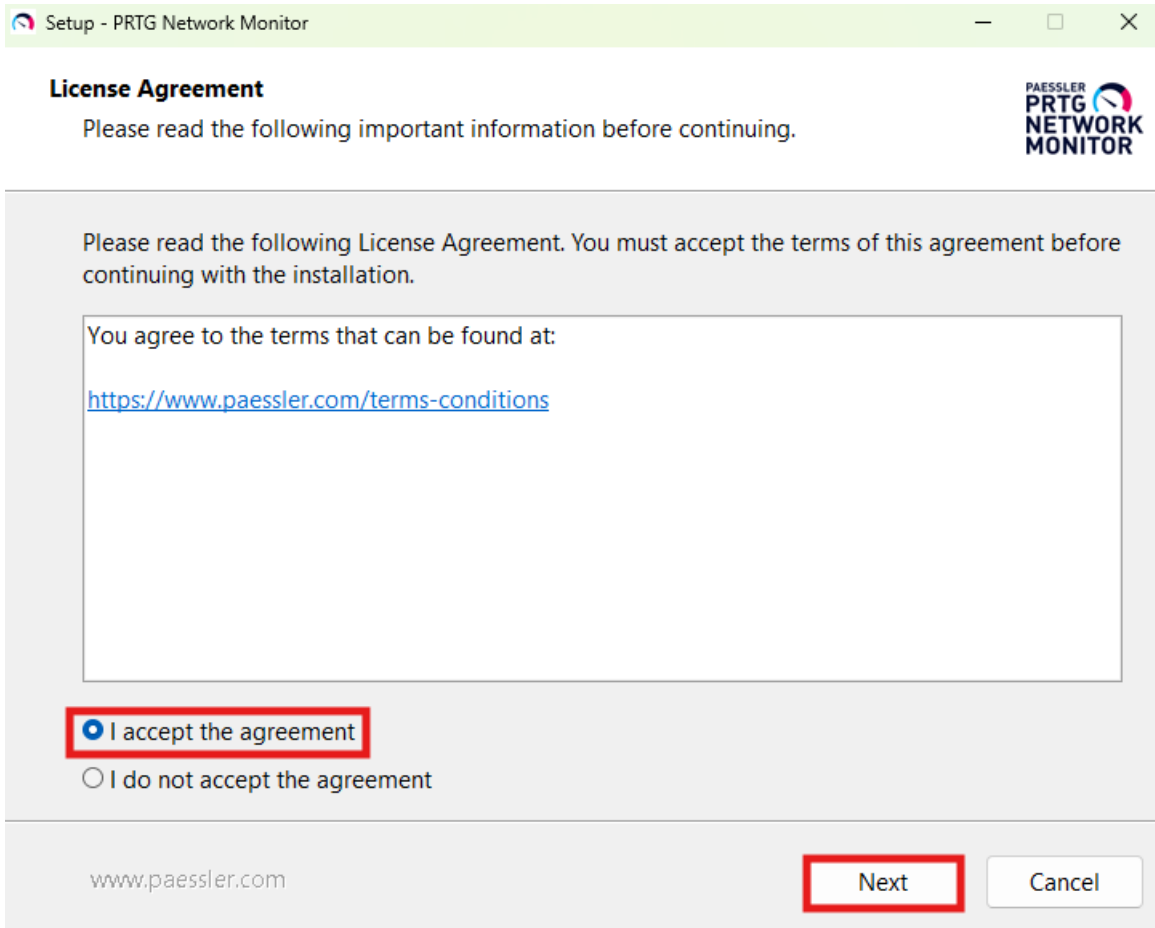 Setup - PRTG Network Monitor
License Agreement
Please read the following important information before continuing.
PAESSLER
PRTG
NETWORK
MONITOR
Please read the following License Agreement. You must accept the terms of this agreement before
continuing with the installation.
You agree to the terms that can be found at:
https://www.paessler.com/terms-conditions
I accept the agreement
I do not accept the agreement
www.paessler.com
Next
Cancel